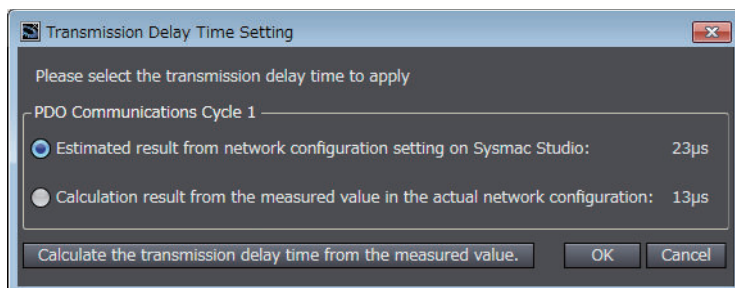 Transmission Delay Time Setting
Please select the transmission delay time to apply
PDO Communications Cycle 1
Estimated result from network configuration setting on Sysmac Studio: 23µs
Calculation result from the measured value in the actual network configuration: 13µs
Calculate the transmission delay time from the measured value. OK Cancel